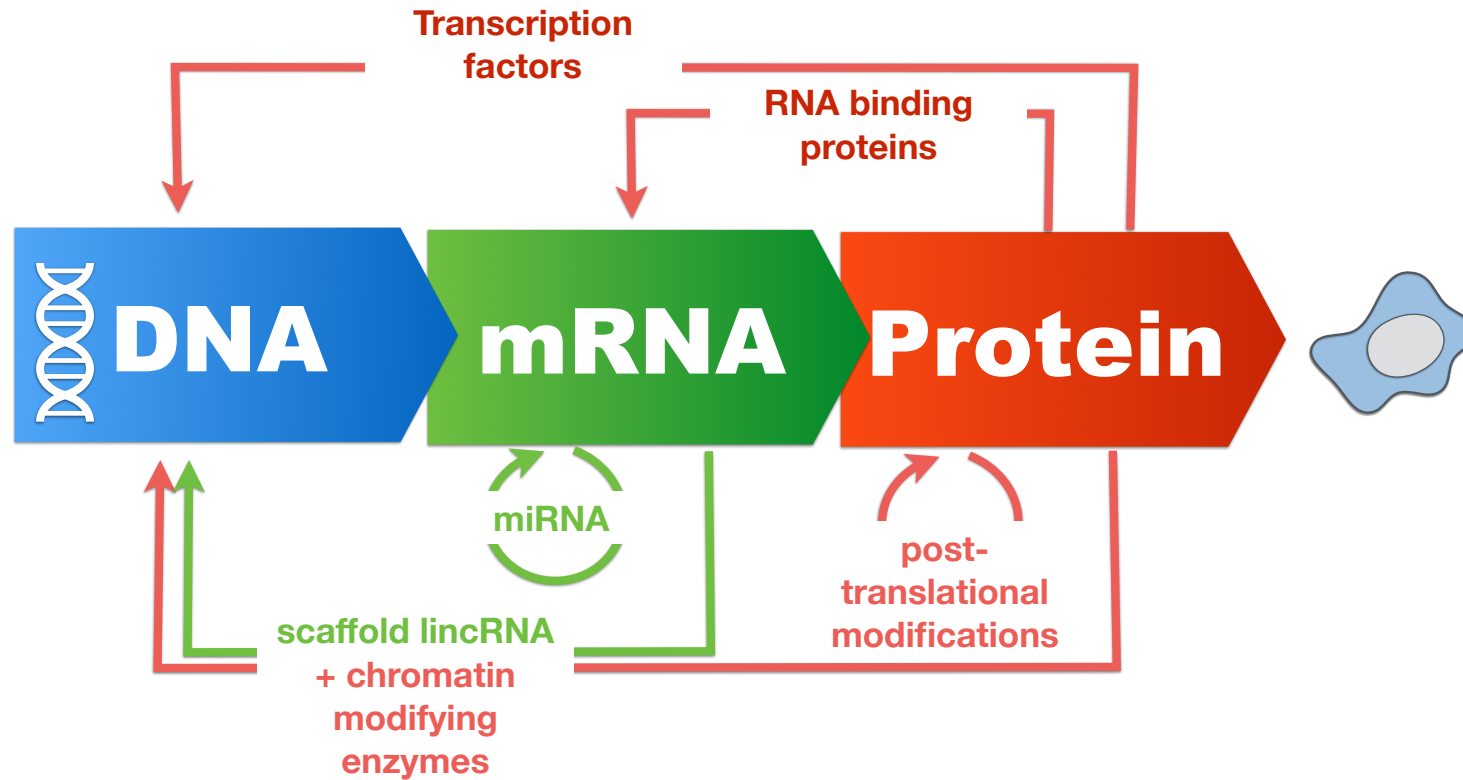 Transcription
factors
RNA binding
proteins
DNA
mRNA
Protein
miRNA
post-
translational
modifications
scaffold lincRNA
+ chromatin
modifying
enzymes